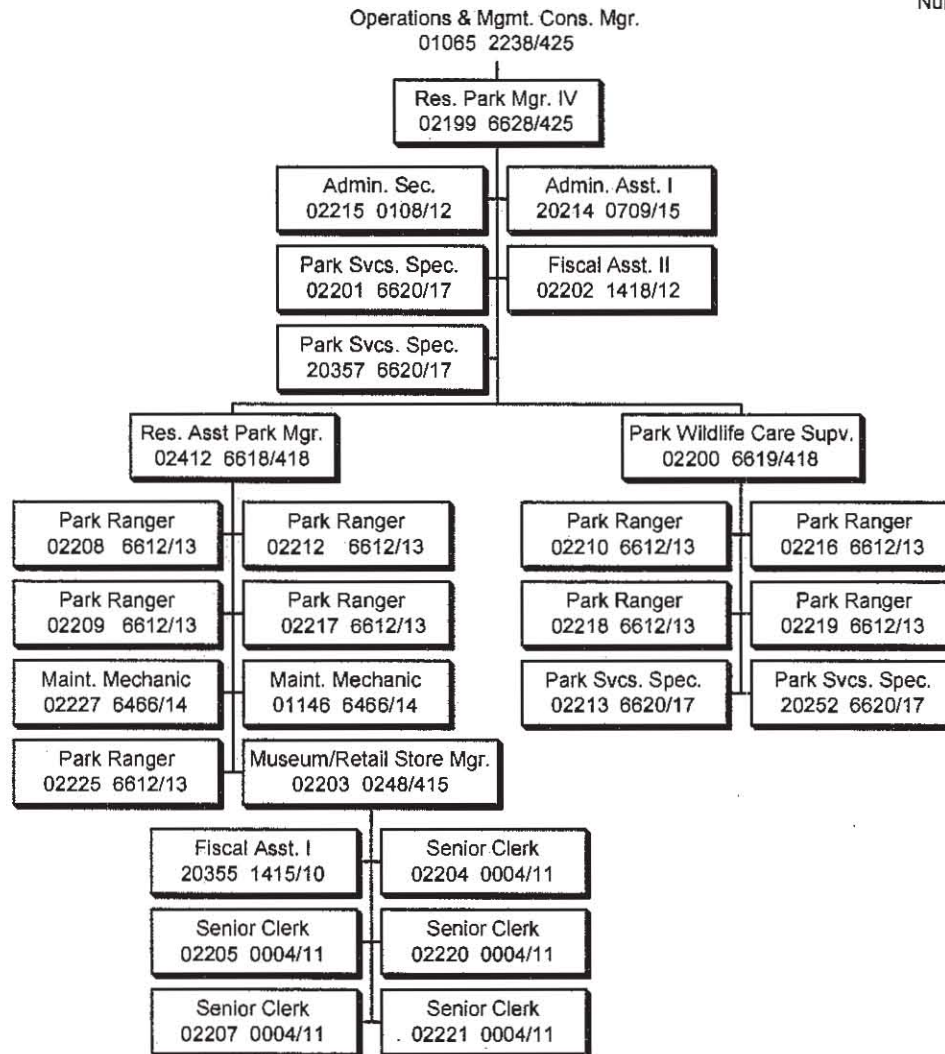 Nu
Operations & Mgmt. Cons. Mgr.
01065 2238/425
Res. Park Mgr. IV
02199 6628/425
Admin. Sec.
02215 0108/12
Admin. Asst. I
20214 0709/15
Park Svcs. Spec.
02201 6620/17
Fiscal Asst. II
02202 1418/12
Park Svcs. Spec.
20357 6620/17
Res. Asst Park Mgr.
02412 6618/418
Park Wildlife Care Supv.
02200 6619/418
Park Ranger
02208 6612/13
Park Ranger
02212 6612/13
Park Ranger
02209 6612/13
Park Ranger
02217 6612/13
Maint. Mechanic
02227 6466/14
Maint. Mechanic
01146 6466/14
Park Ranger
02225 6612/13
Museum/Retail Store Mgr.
02203 0248/415
Park Ranger
02210 6612/13
Park Ranger
02216 6612/13
Park Ranger
02218 6612/13
Park Ranger
02219 6612/13
Park Svcs. Spec.
02213 6620/17
Park Svcs. Spec.
20252 6620/17
Fiscal Asst. I
20355 1415/10
Senior Clerk
02204 0004/11
Senior Clerk
02205 0004/11
Senior Clerk
02220 0004/11
Senior Clerk
02207 0004/11
Senior Clerk
02221 0004/11